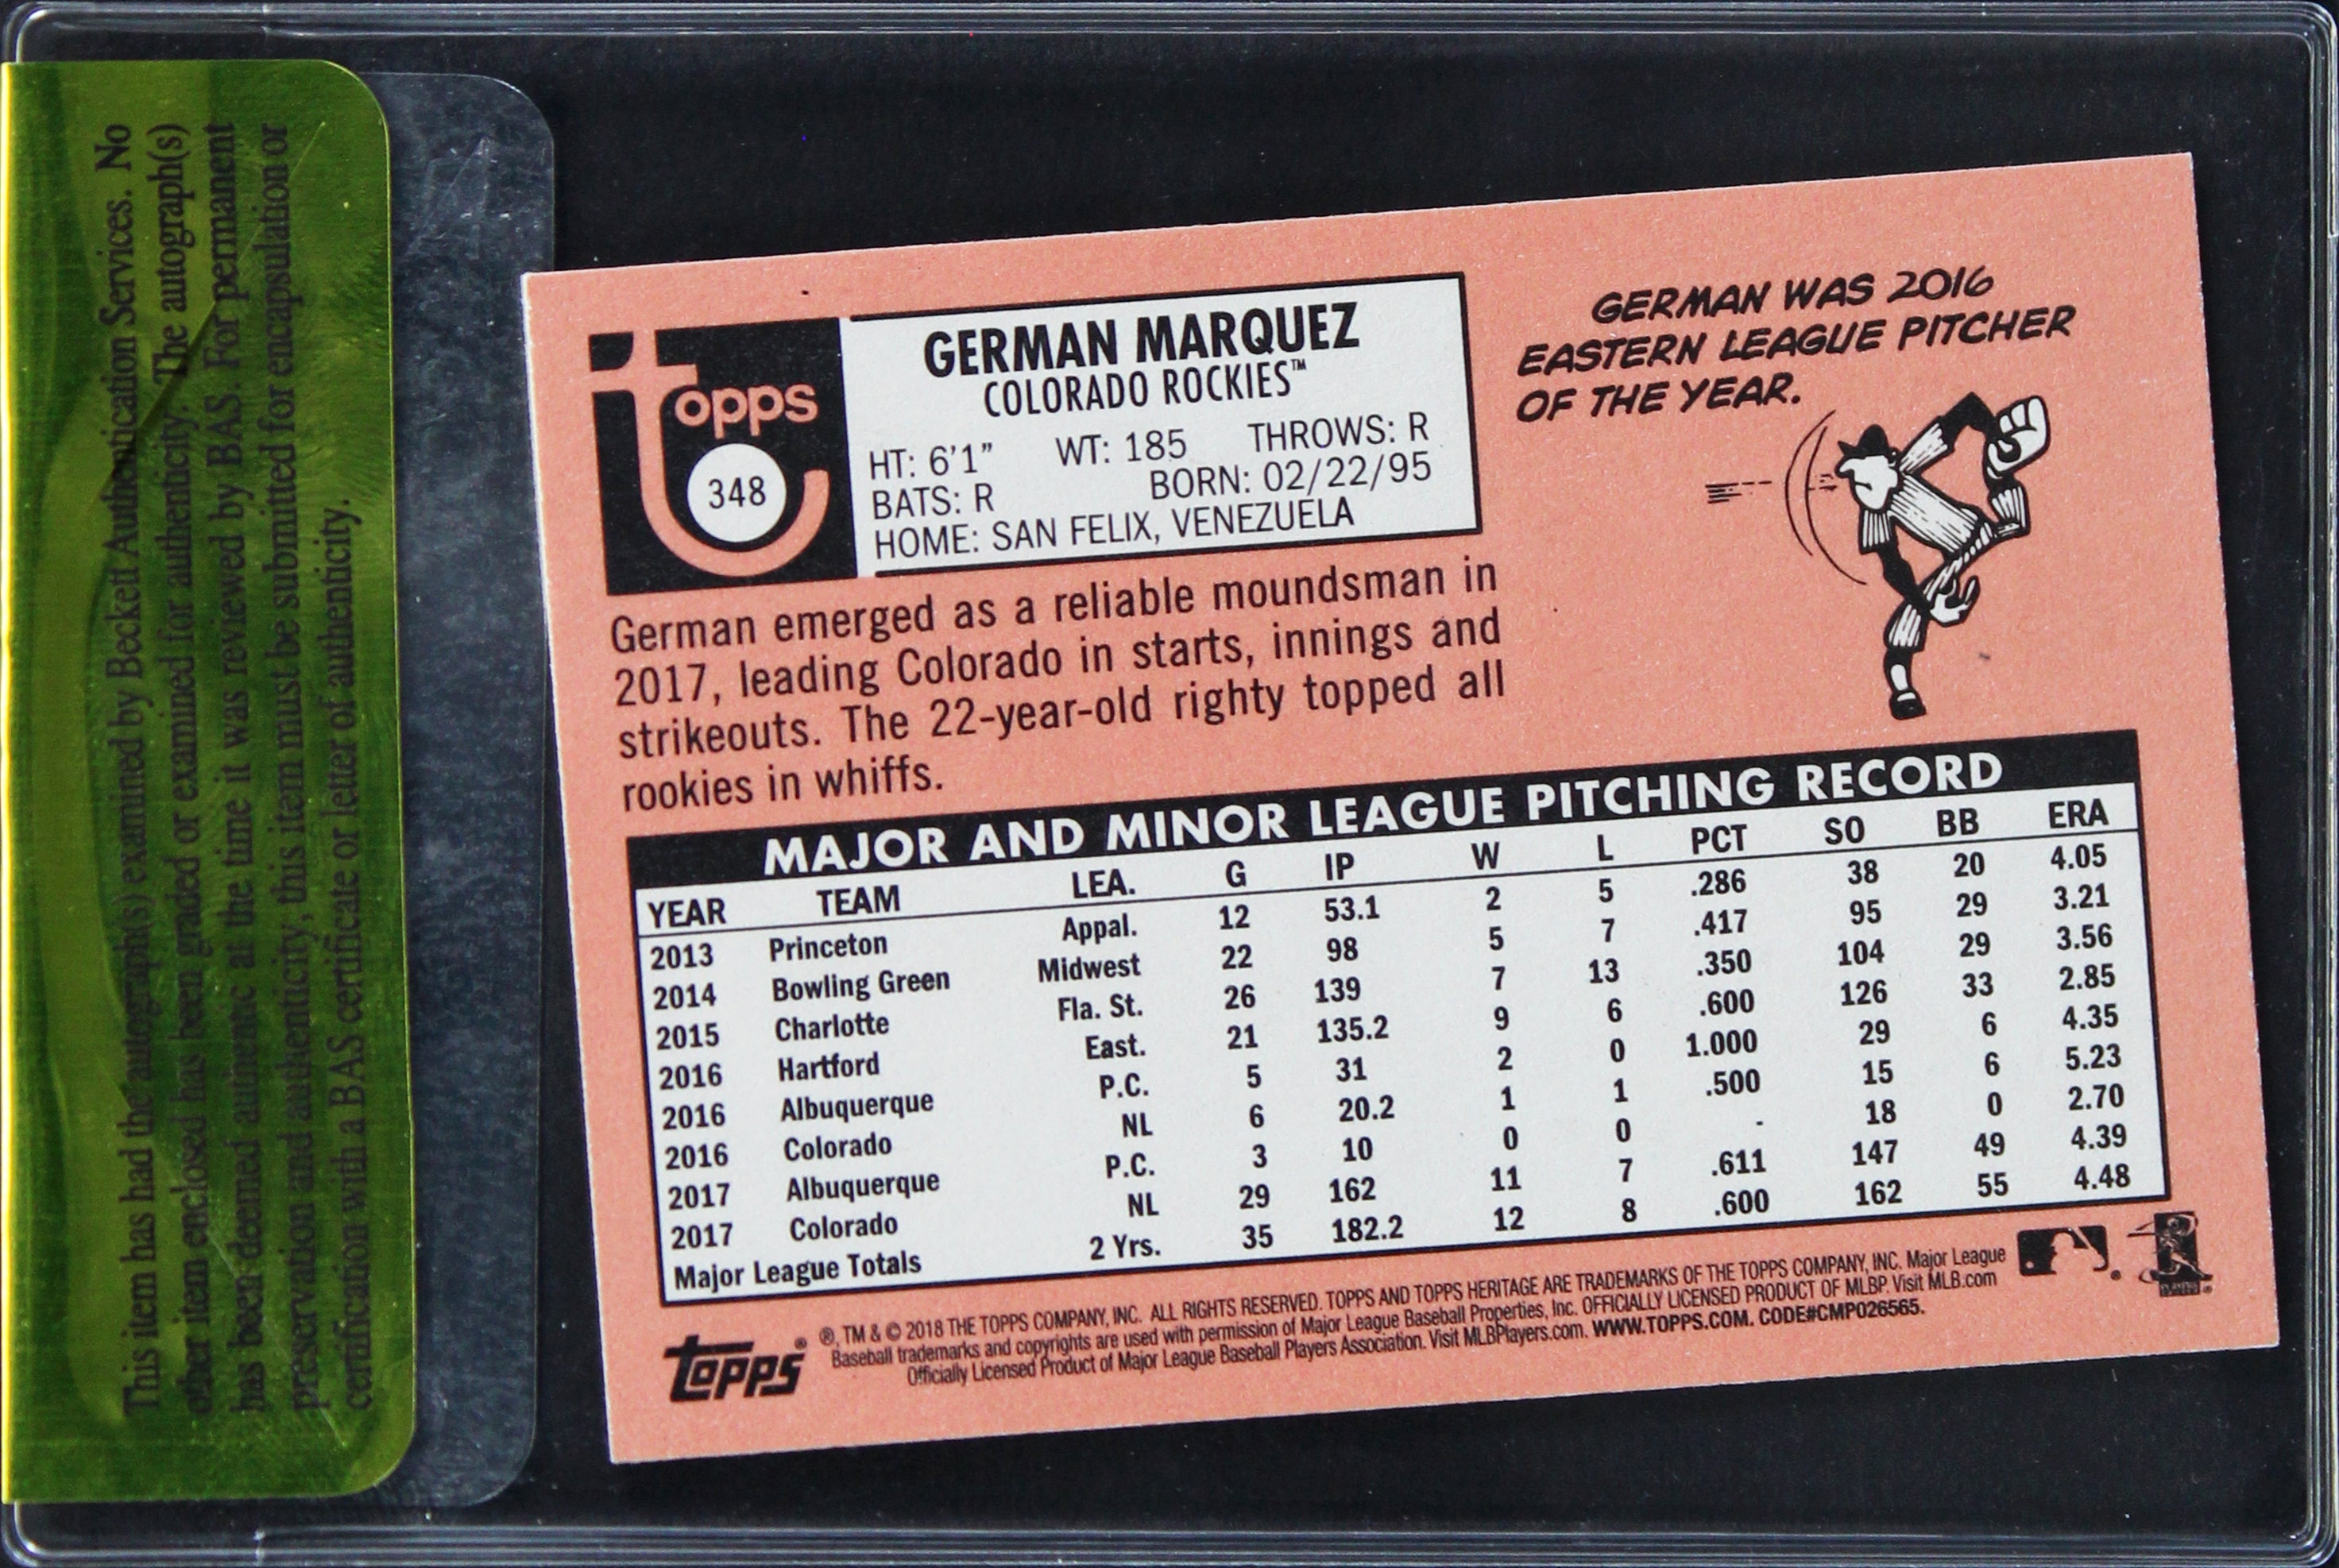 This item has had the autograph(s) examined by Beckett Authentication Services. No
other item enclosed has been graded or examined for authenticity. The autograph(s)
has been deemed authentic at the time it was reviewed by BAS. For permanent
preservation and authenticity, this item must be submitted for encapsulation or
certification with a BAS certificate or letter of authenticity.
topps
348
GERMAN MARQUEZ
COLORADO ROCKIES™
HT: 6'1" WT: 185 THROWS: R
BATS: R BORN: 02/22/95
HOME: SAN FELIX, VENEZUELA
GERMAN WAS 2016
EASTERN LEAGUE PITCHER
OF THE YEAR.
German emerged as a reliable moundsman in
2017, leading Colorado in starts, innings and
strikeouts. The 22-year-old righty topped all
rookies in whiffs.
MAJOR AND MINOR LEAGUE PITCHING RECORD
YEAR TEAM LEA. G IP W L PCT SO BB ERA
2013 Princeton Appal. 12 53.1 2 5 .286 38 20 4.05
2014 Bowling Green Midwest 22 98 5 7 .417 95 29 3.21
2015 Charlotte Fla. St. 26 139 7 13 .350 104 29 3.56
2016 Hartford East. 21 135.2 9 6 .600 126 33 2.85
2016 Albuquerque P.C. 5 31 2 0 1.000 29 6 4.35
2016 Colorado NL 6 20.2 1 1 .500 15 6 5.23
2017 Albuquerque P.C. 3 10 0 0 - 18 0 2.70
2017 Colorado NL 29 162 11 7 .611 147 49 4.39
Major League Totals 2 Yrs. 35 182.2 12 8 .600 162 55 4.48
topps®
®, TM & © 2018 THE TOPPS COMPANY, INC. ALL RIGHTS RESERVED. TOPPS AND TOPPS HERITAGE ARE TRADEMARKS OF THE TOPPS COMPANY, INC. Major League
Baseball trademarks and copyrights are used with permission of Major League Baseball Properties, Inc. OFFICIALLY LICENSED PRODUCT OF MLBP. Visit MLB.com
Officially Licensed Product of Major League Baseball Players Association. Visit MLBPlayers.com. WWW.TOPPS.COM. CODE#CMP026565.